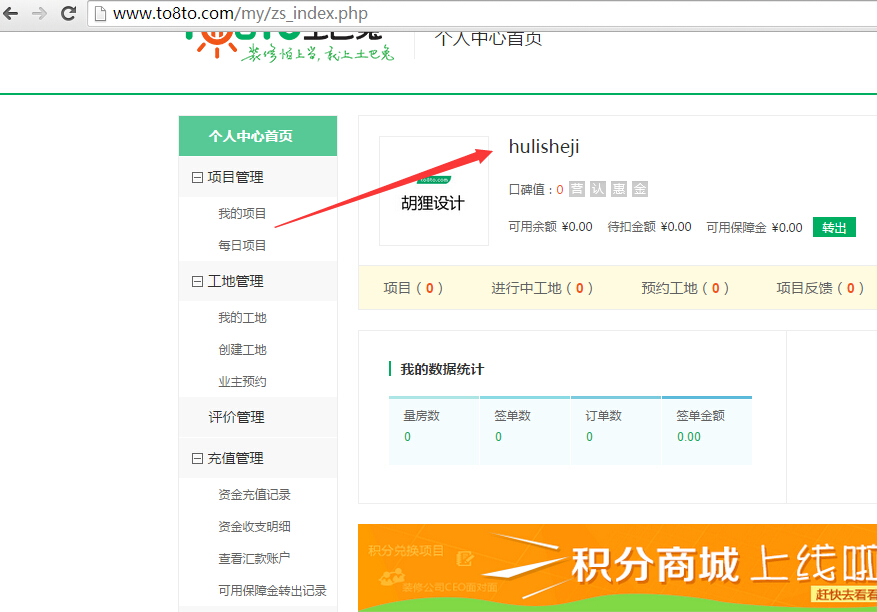 www.to8to.com/my/zs_index.php
装修怕上当，就上土巴兔
个人中心首页
个人中心首页
项目管理
我的项目
每日项目
工地管理
我的工地
创建工地
业主预约
评价管理
充值管理
资金充值记录
资金收支明细
查看汇款账户
可用保障金转出记录
to8to.com
胡狸设计
hulisheji
口碑值：0 营 认 惠 金
可用余额 ¥0.00 待扣金额 ¥0.00 可用保障金 ¥0.00 转出
项目（0） 进行中工地（0） 预约工地（0） 项目反馈（0）
我的数据统计
量房数 签单数 订单数 签单金额
0 0 0 0.00
积分兑换项目
装修公司CEO面对面
积分商城 上线啦
赶快去看看